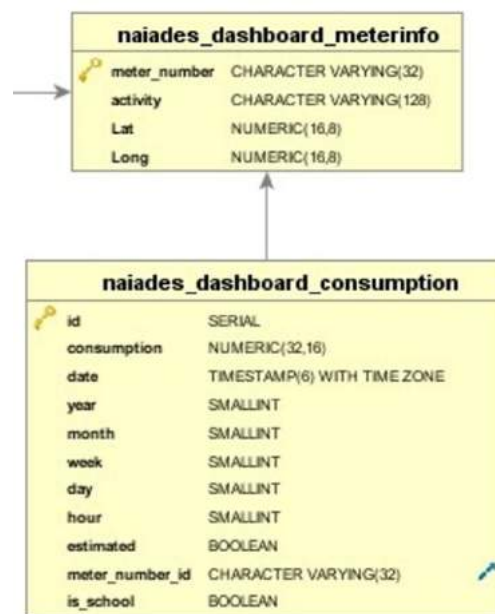 naiades_dashboard_meterinfo
meter_number CHARACTER VARYING(32)
activity CHARACTER VARYING(128)
Lat NUMERIC(16,8)
Long NUMERIC(16,8)
naiades_dashboard_consumption
id SERIAL
consumption NUMERIC(32,16)
date TIMESTAMP(6) WITH TIME ZONE
year SMALLINT
month SMALLINT
week SMALLINT
day SMALLINT
hour SMALLINT
estimated BOOLEAN
meter_number_id CHARACTER VARYING(32)
is_school BOOLEAN